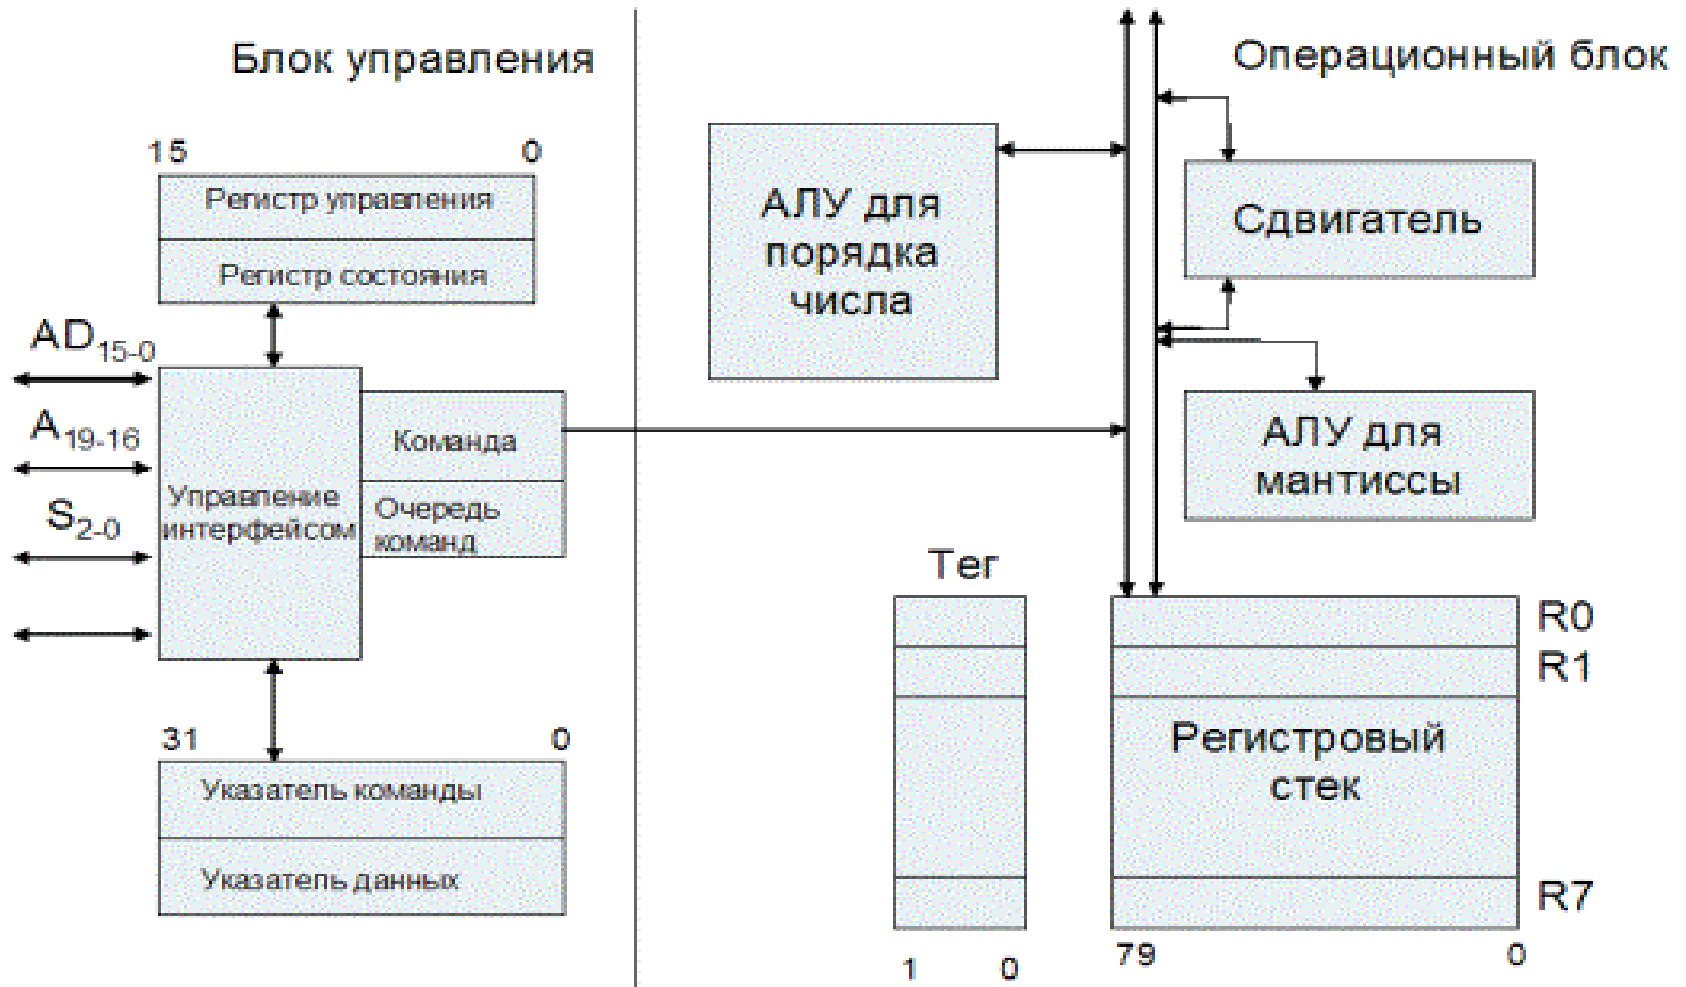 Блок управления
15 0
Регистр управления
Регистр состояния
AD15-0
A19-16
S2-0
Управление
интерфейсом
Команда
Очередь
команд
31 0
Указатель команды
Указатель данных
Операционный блок
АЛУ для
порядка
числа
Сдвигатель
АЛУ для
мантиссы
Тег
1 0
R0
R1
Регистровый
стек
R7
79 0